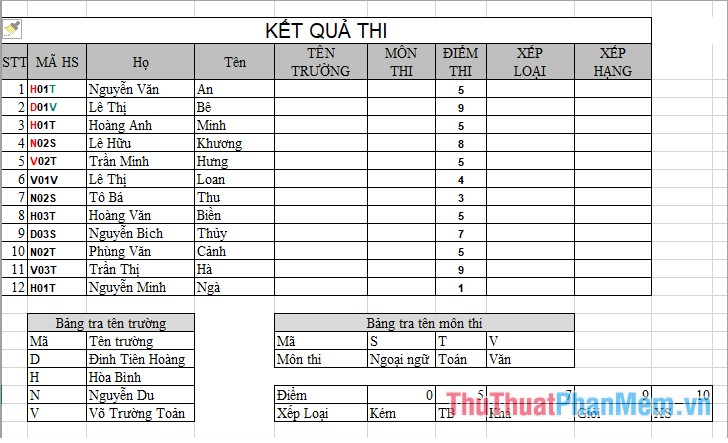 KẾT QUẢ THI
STT MÃ HS Họ Tên TÊN TRƯỜNG MÔN THI ĐIỂM THI XẾP LOẠI XẾP HẠNG
1 H01T Nguyễn Văn An 5
2 D01V Lê Thị Bê 9
3 H01T Hoàng Anh Minh 5
4 N02S Lê Hữu Khương 8
5 V02T Trần Minh Hưng 5
6 V01V Lê Thị Loan 4
7 N02S Tô Bá Thu 3
8 H03T Hoàng Văn Biền 5
9 D03S Nguyễn Bich Thủy 7
10 N02T Phùng Văn Cảnh 5
11 V03T Trần Thị Hà 9
12 H01T Nguyễn Minh Ngà 1
Bảng tra tên trường Bảng tra tên môn thi
Mã Tên trường Mã S T V
D Đinh Tiên Hoàng Môn thi Ngoại ngữ Toán Văn
H Hòa Bình
N Nguyễn Du Điểm 0 5 7 9 10
V Võ Trường Toản Xếp Loại Kém TB Khá Giỏi XS
ThuThuatPhanMem.vn